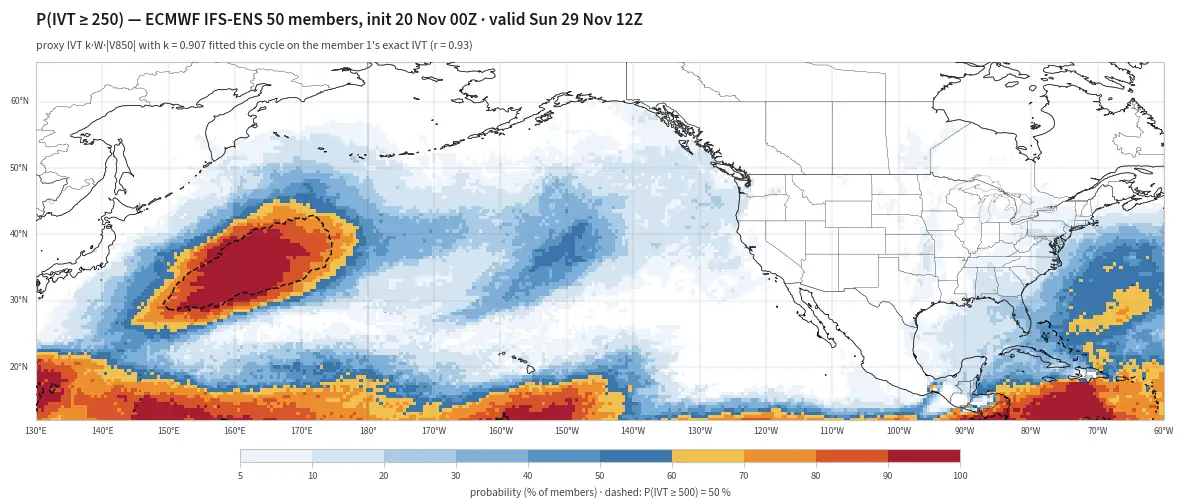 P(IVT ≥ 250) — ECMWF IFS-ENS 50 members, init 20 Nov 00Z · valid Sun 29 Nov 12Z
proxy IVT k·W·|V850| with k = 0.907 fitted this cycle on the member 1's exact IVT (r = 0.93)
60°N
50°N
40°N
30°N
20°N
130°E 140°E 150°E 160°E 170°E 180° 170°W 160°W 150°W 140°W 130°W 120°W 110°W 100°W 90°W 80°W 70°W 60°W
5 10 20 30 40 50 60 70 80 90 100
probability (% of members) · dashed: P(IVT ≥ 500) = 50 %